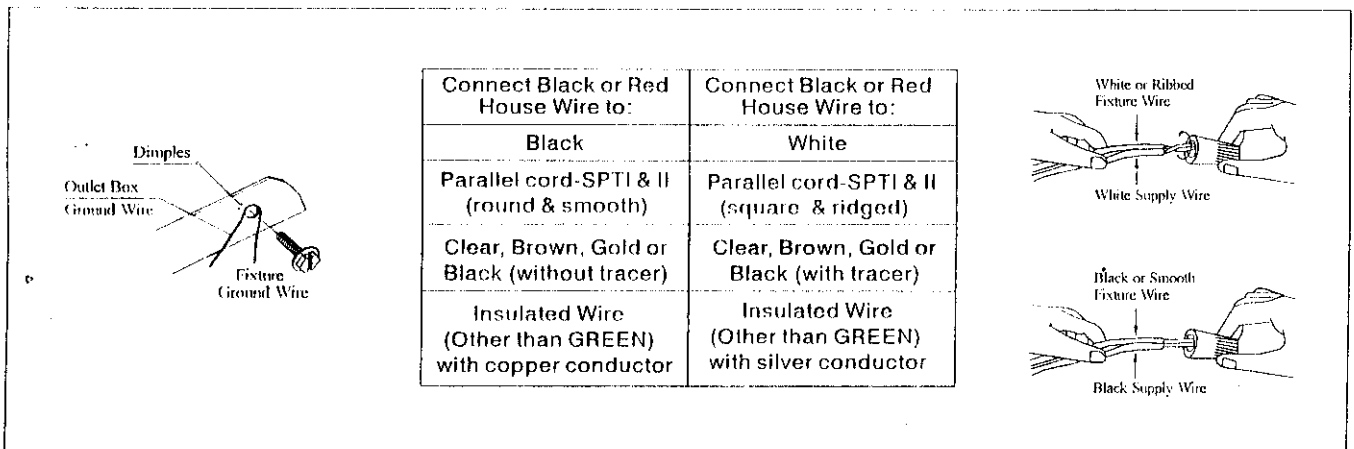 Dimples
Outlet Box
Ground Wire
Fixture
Ground Wire
Connect Black or Red
House Wire to:
Connect Black or Red
House Wire to:
Black
White
Parallel cord-SPTI & II
(round & smooth)
Parallel cord-SPTI & II
(square & ridged)
Clear, Brown, Gold or
Black (without tracer)
Clear, Brown, Gold or
Black (with tracer)
Insulated Wire
(Other than GREEN)
with copper conductor
Insulated Wire
(Other than GREEN)
with silver conductor
White or Ribbed
Fixture Wire
White Supply Wire
Black or Smooth
Fixture Wire
Black Supply Wire